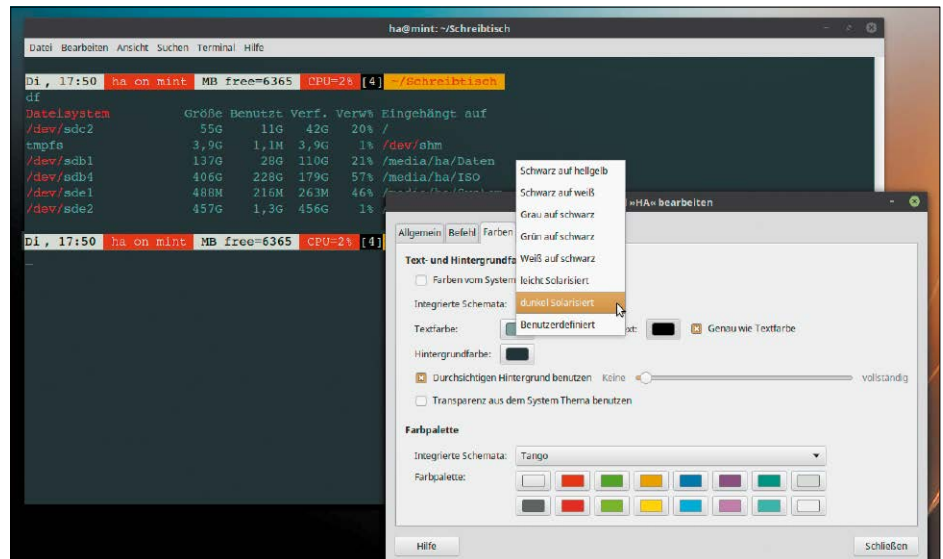 ha@mint: ~/Schreibtisch
Datei Bearbeiten Ansicht Suchen Terminal Hilfe
Di, 17:50 ha on mint MB free=6365 CPU=2% [4] ~/Schreibtisch
df
Dateisystem Größe Benutzt Verf. Verw% Eingehängt auf
/dev/sdc2 55G 11G 42G 20% /
tmpfs 3,9G 1,1M 3,9G 1% /dev/shm
/dev/sdb1 137G 28G 110G 21% /media/ha/Daten
/dev/sdb4 406G 228G 179G 57% /media/ha/ISO
/dev/sde1 488M 216M 263M 46%
/dev/sde2 457G 1,3G 456G 1%
Di, 17:50 ha on mint MB free=6365 CPU=2% [4]
»HA« bearbeiten
Allgemein Befehl Farben
Text- und Hintergrundfa
Farben vom System
Integrierte Schemata:
Schwarz auf hellgelb
Schwarz auf weiß
Grau auf schwarz
Grün auf schwarz
Weiß auf schwarz
leicht Solarisiert
dunkel Solarisiert
Benutzerdefiniert
Textfarbe: xt: Genau wie Textfarbe
Hintergrundfarbe:
Durchsichtigen Hintergrund benutzen Keine vollständig
Transparenz aus dem System Thema benutzen
Farbpalette
Integrierte Schemata: Tango
Farbpalette:
Hilfe Schließen